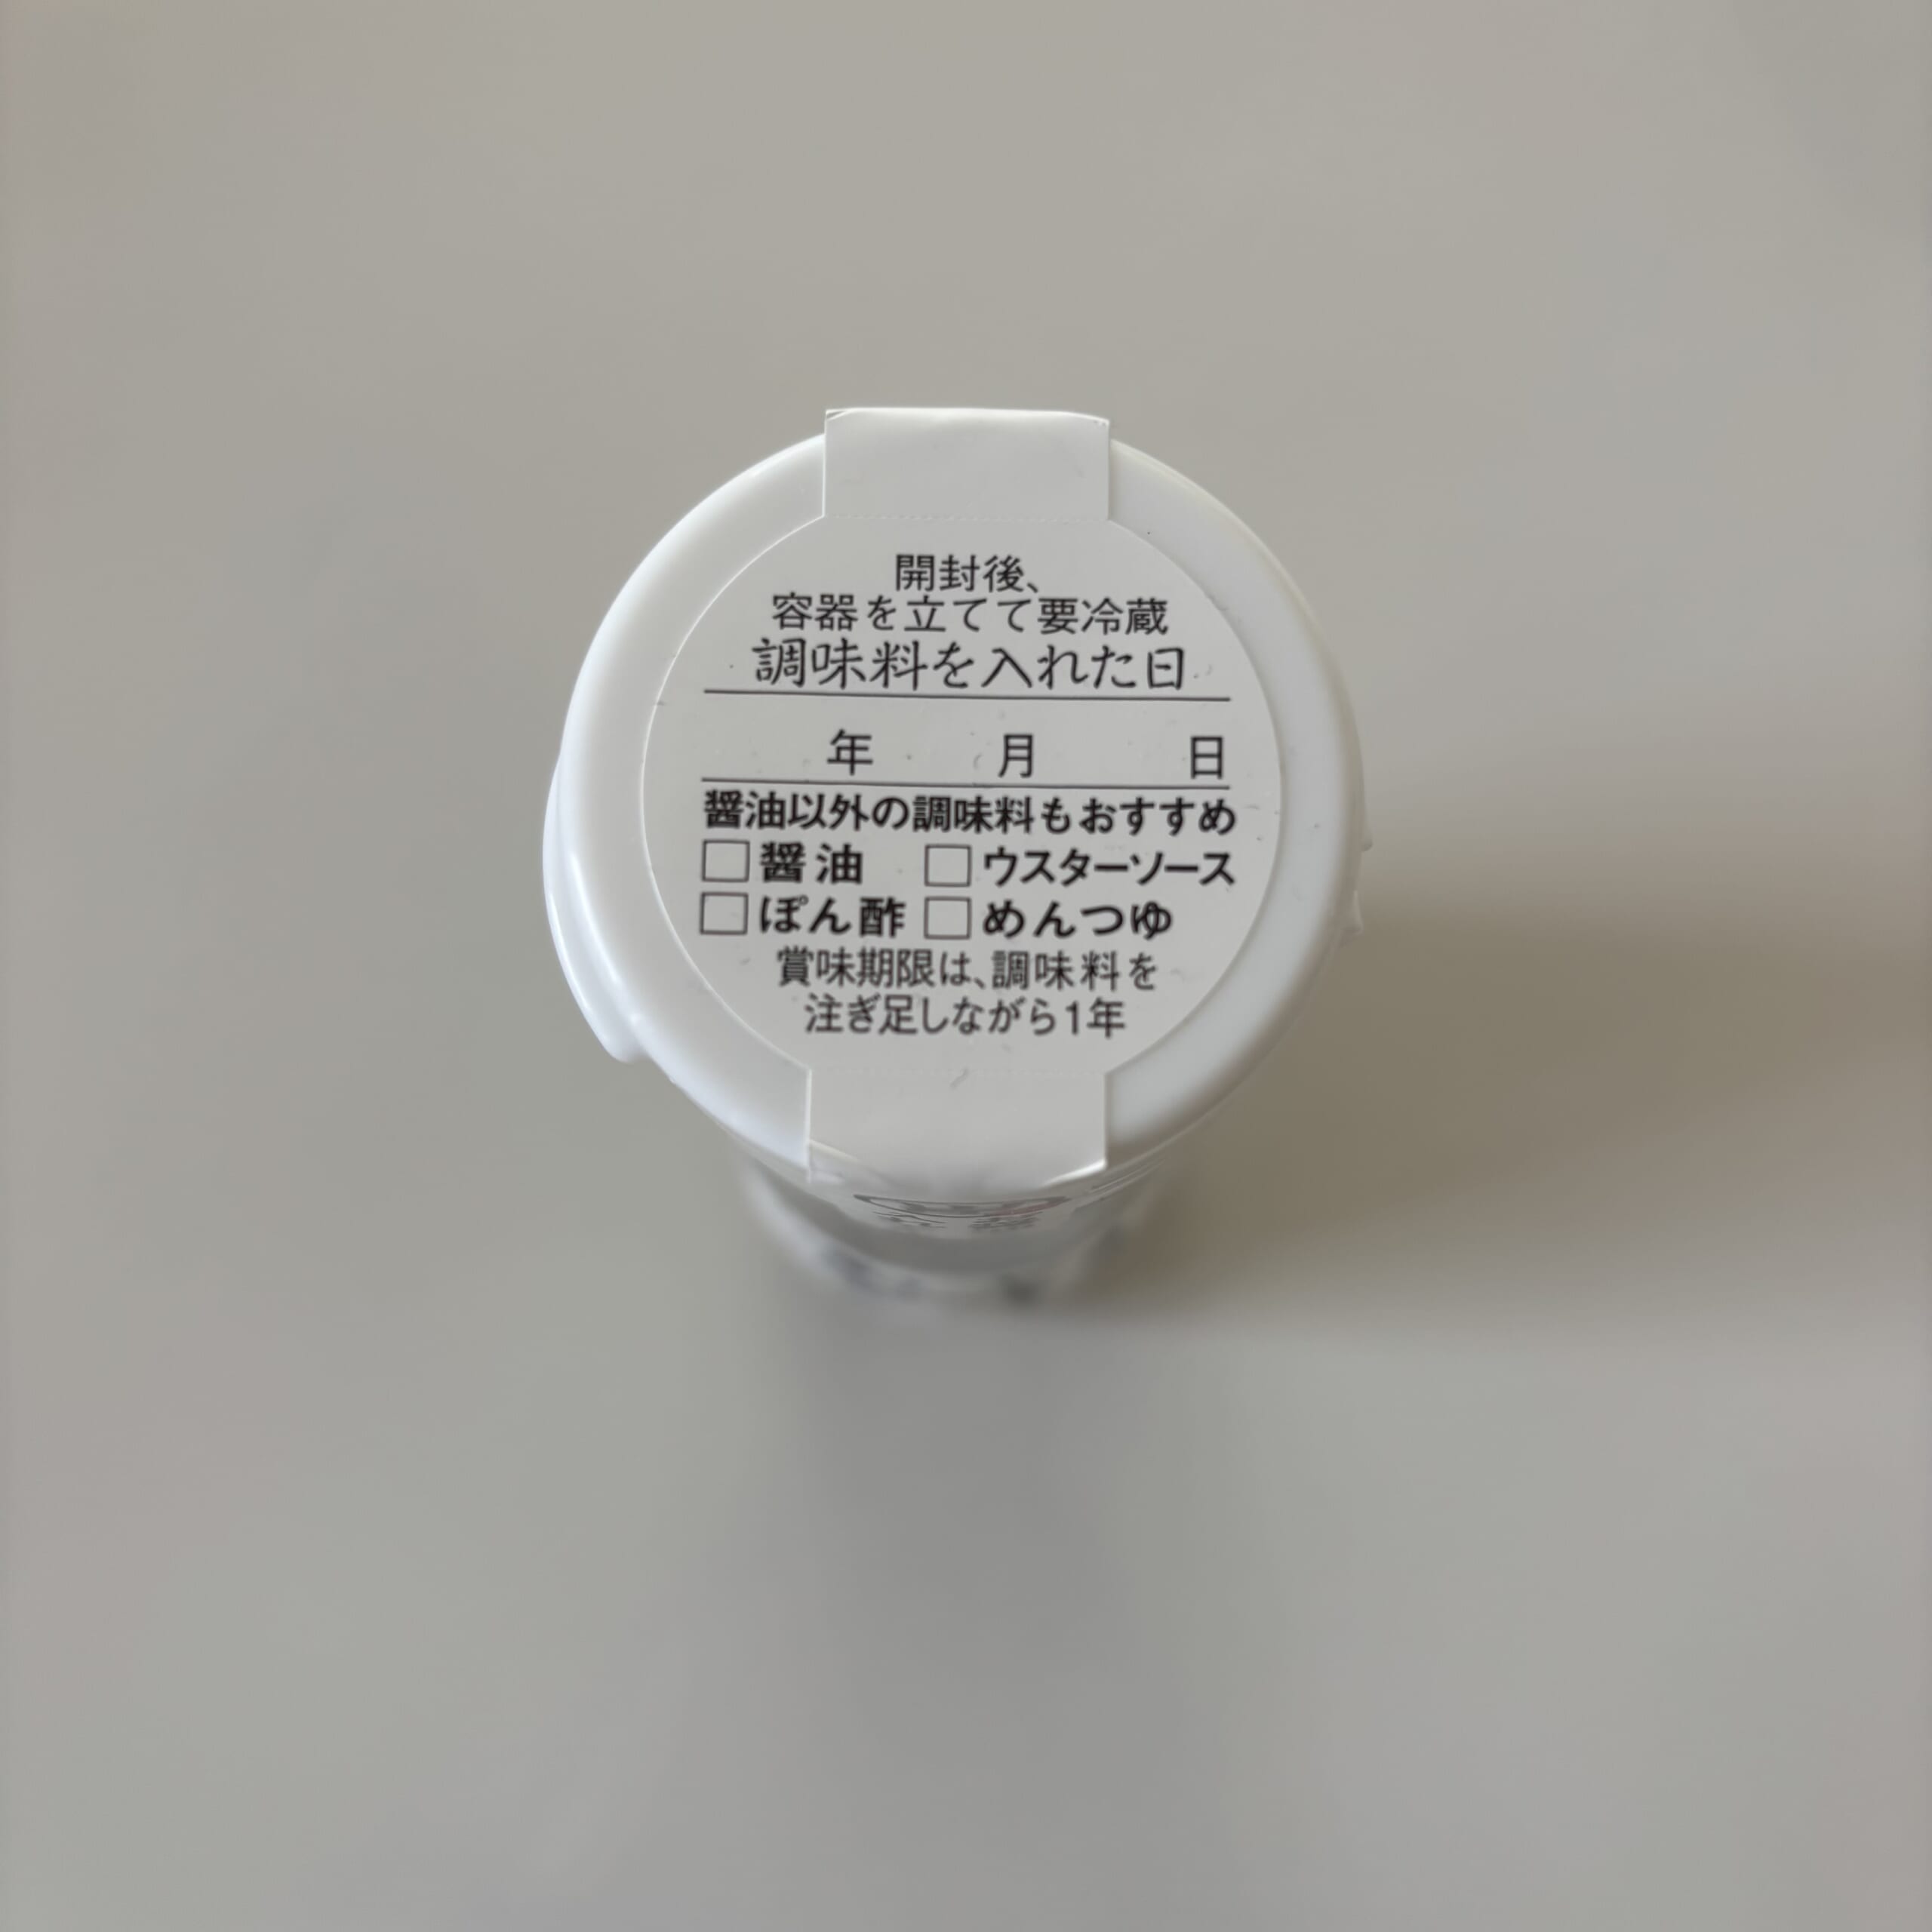 開封後、
容器を立てて要冷蔵
調味料を入れた日
年 月 日
醤油以外の調味料もおすすめ
□醤油 □ウスターソース
□ぽん酢 □めんつゆ
賞味期限は、調味料を
注ぎ足しながら1年